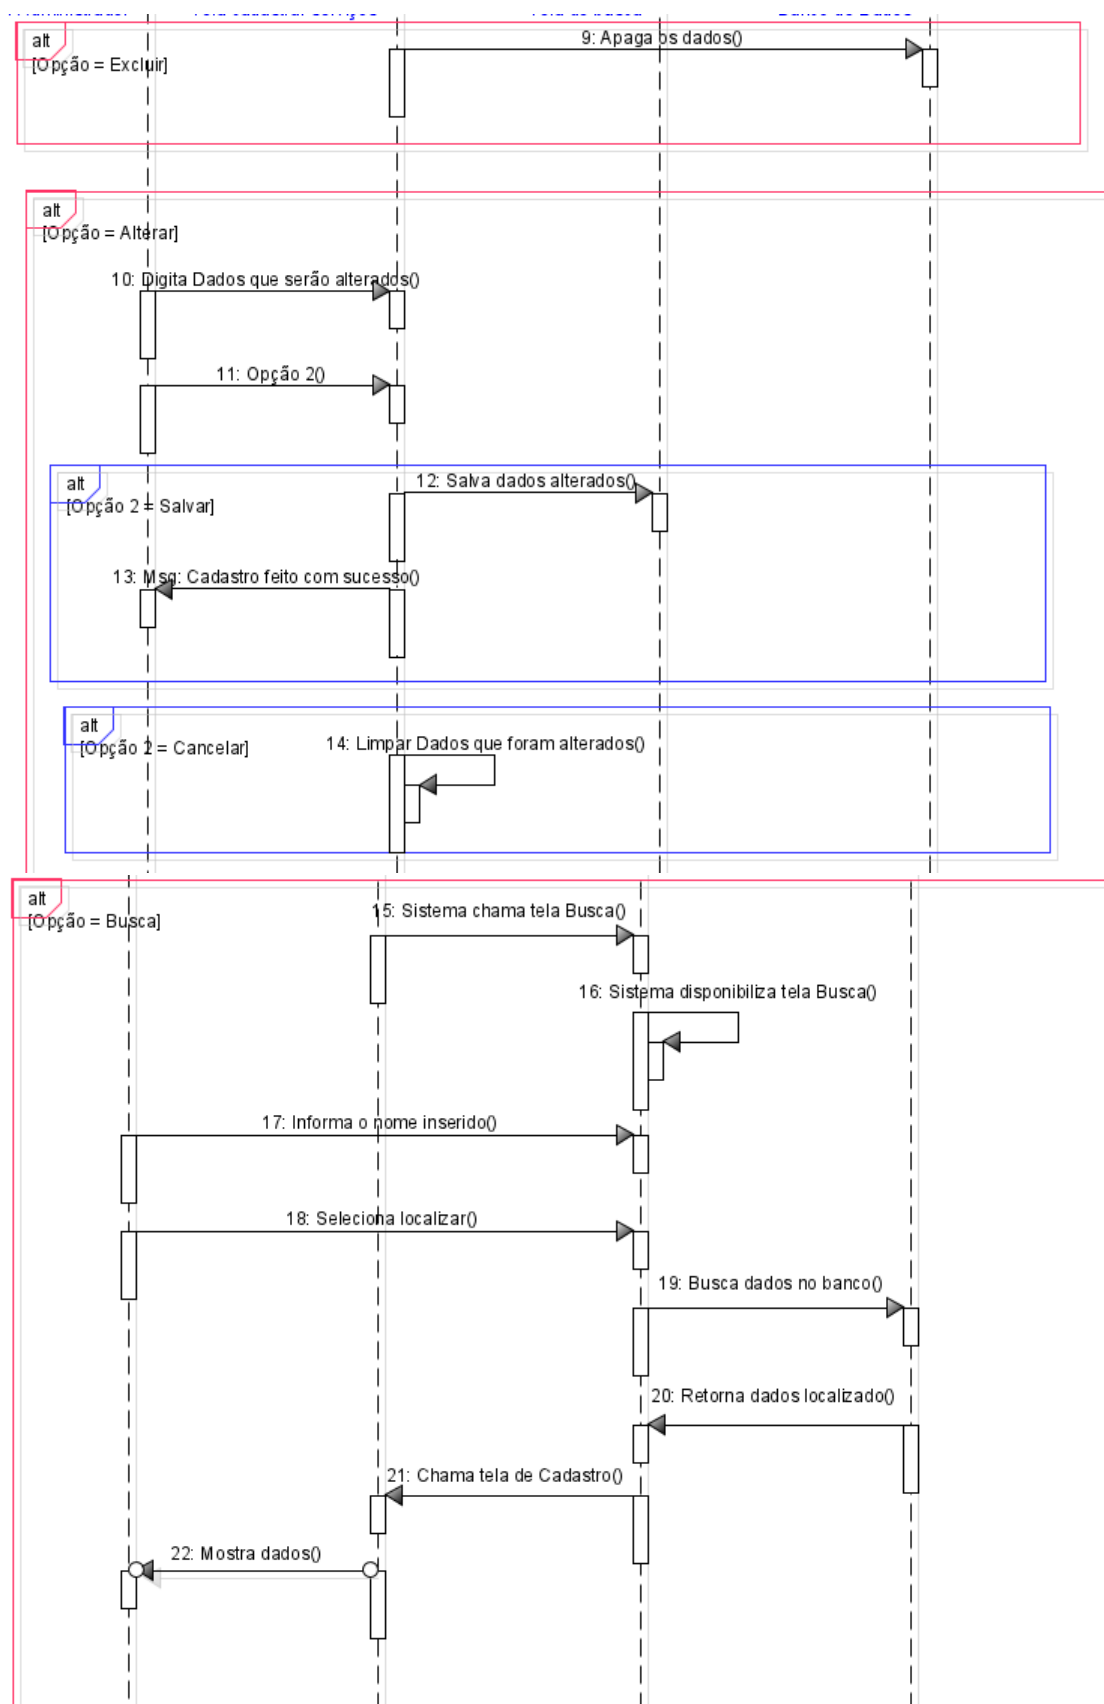 alt
9: Apaga os dados()
[Opção = Excluir]
alt
[Opção = Alterar]
10: Digita Dados que serão alterados()
11: Opção 2()
alt
12: Salva dados alterados()
[Opção 2 = Salvar]
13: Msg: Cadastro feito com sucesso()
alt
14: Limpar Dados que foram alterados()
[Opção 2 = Cancelar]
alt
15: Sistema chama tela Busca()
[Opção = Busca]
16: Sistema disponibiliza tela Busca()
17: Informa o nome inserido()
18: Seleciona localizar()
19: Busca dados no banco()
20: Retorna dados localizado()
21: Chama tela de Cadastro()
22: Mostra dados()